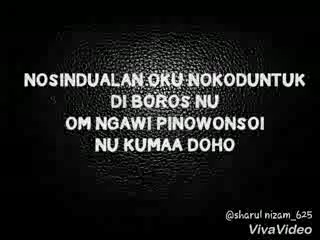 NOSINDUALAN OKU NOKODUNTUK
DI BOROS NU
OM NGAWI PINOWONSOI
NU KUMAA DOHO
@sharul nizam_625
VivaVideo